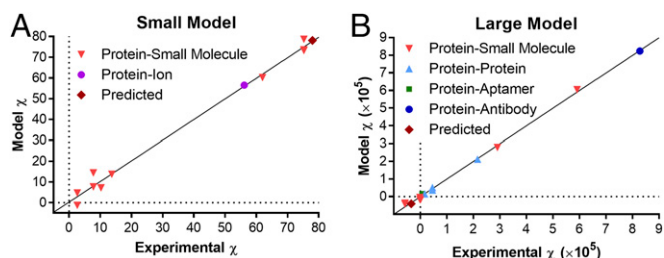 A
Small Model
Protein-Small Molecule
Protein-Ion
Predicted
Model χ
80
70
60
50
40
30
20
10
0
0 10 20 30 40 50 60 70 80
Experimental χ
B
Large Model
Protein-Small Molecule
Protein-Protein
Protein-Aptamer
Protein-Antibody
Predicted
Model χ (×10⁵)
9
8
7
6
5
4
3
2
1
0
-1
-1 0 1 2 3 4 5 6 7 8 9
Experimental χ (×10⁵)